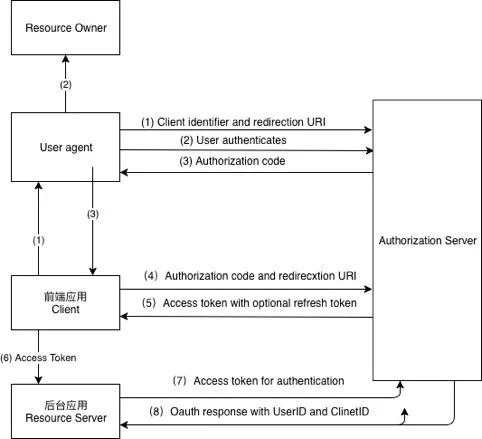 Resource Owner
(2)
(1) Client identifier and redirection URI
(2) User authenticates
User agent
(3) Authorization code
(3)
(1)
Authorization Server
(4) Authorization code and redirecxtion URI
前端应用
Client
(5) Access token with optional refresh token
(6) Access Token
(7) Access token for authentication
后台应用
Resource Server
(8) Oauth response with UserID and ClinetID